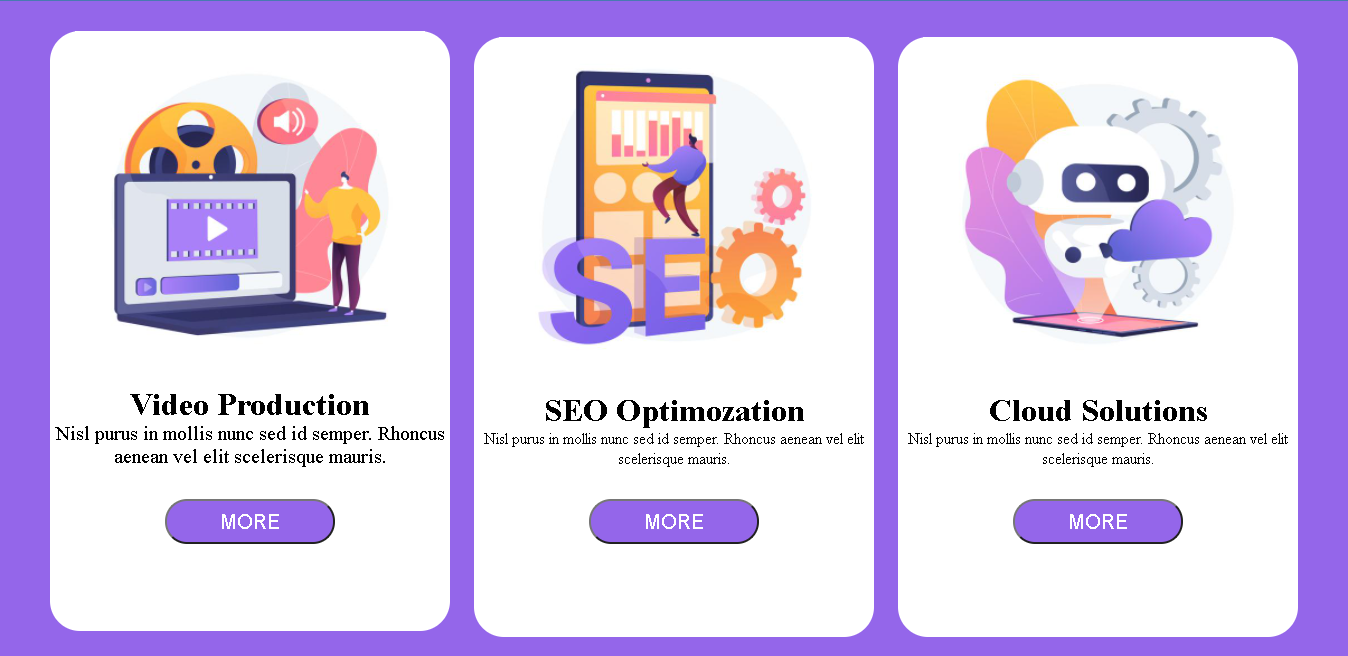 SEO
Video Production
Nisl purus in mollis nunc sed id semper. Rhoncus
aenean vel elit scelerisque mauris.
MORE
SEO Optimozation
Nisl purus in mollis nunc sed id semper. Rhoncus aenean vel elit
scelerisque mauris.
MORE
Cloud Solutions
Nisl purus in mollis nunc sed id semper. Rhoncus aenean vel elit
scelerisque mauris.
MORE